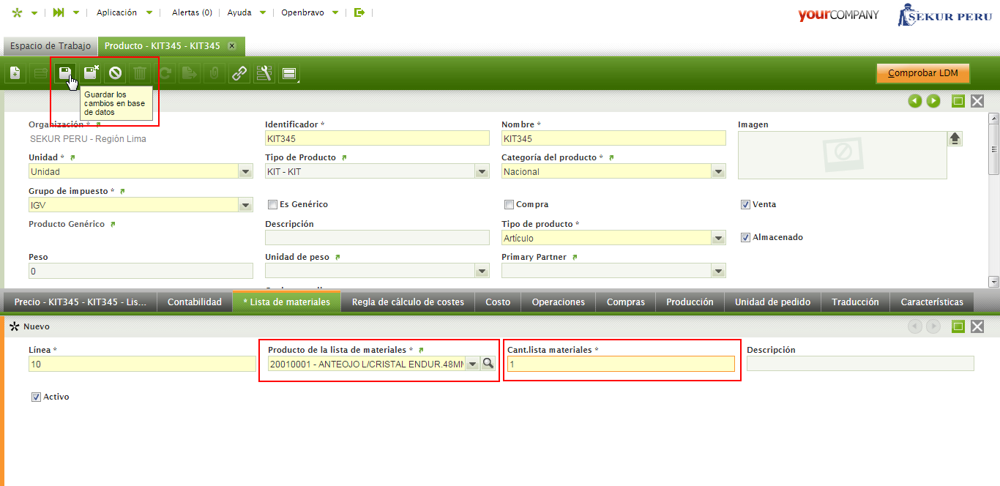 Aplicación
Alertas (0)
Ayuda
Openbravo
yourCOMPANY
SEKUR PERU
Espacio de Trabajo
Producto - KIT345 - KIT345
Comprobar LDM
Guardar los
cambios en base
de datos
Organización *
Identificador *
Nombre *
Imagen
SEKUR PERU - Región Lima
KIT345
KIT345
Unidad *
Tipo de Producto
Categoría del producto *
Unidad
KIT - KIT
Nacional
Grupo de impuesto *
IGV
Es Genérico
Compra
Venta
Producto Genérico
Descripción
Tipo de producto *
Artículo
Almacenado
Peso
Unidad de peso
Primary Partner
0
Precio - KIT345 - KIT345 - Lis...
Contabilidad
* Lista de materiales
Regla de cálculo de costes
Costo
Operaciones
Compras
Producción
Unidad de pedido
Traducción
Características
Nuevo
Línea *
Producto de la lista de materiales *
Cant.lista materiales *
Descripción
10
20010001 - ANTEOJO L/CRISTAL ENDUR.48MM
1
Activo